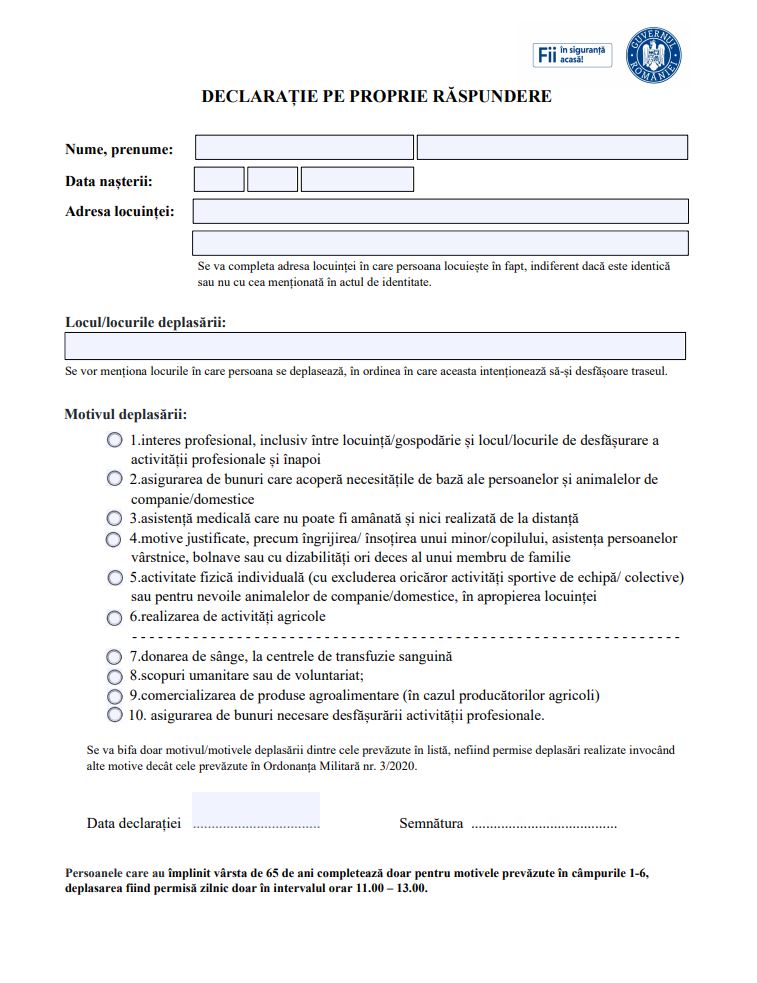 Fii în siguranță
acasă!
GUVERNUL ROMÂNIEI
DECLARAȚIE PE PROPRIE RĂSPUNDERE
Nume, prenume:
Data nașterii:
Adresa locuinței:
Se va completa adresa locuinței în care persoana locuiește în fapt, indiferent dacă este identică
sau nu cu cea menționată în actul de identitate.
Locul/locurile deplasării:
Se vor menționa locurile în care persoana se deplasează, în ordinea în care aceasta intenționează să-și desfășoare traseul.
Motivul deplasării:
1.interes profesional, inclusiv între locuință/gospodărie și locul/locurile de desfășurare a
activității profesionale și înapoi
2.asigurarea de bunuri care acoperă necesitățile de bază ale persoanelor și animalelor de
companie/domestice
3.asistență medicală care nu poate fi amânată și nici realizată de la distanță
4.motive justificate, precum îngrijirea/ însoțirea unui minor/copilului, asistența persoanelor
vârstnice, bolnave sau cu dizabilități ori deces al unui membru de familie
5.activitate fizică individuală (cu excluderea oricăror activități sportive de echipă/ colective)
sau pentru nevoile animalelor de companie/domestice, în apropierea locuinței
6.realizarea de activități agricole
7.donarea de sânge, la centrele de transfuzie sanguină
8.scopuri umanitare sau de voluntariat;
9.comercializarea de produse agroalimentare (în cazul producătorilor agricoli)
10. asigurarea de bunuri necesare desfășurării activității profesionale.
Se va bifa doar motivul/motivele deplasării dintre cele prevăzute în listă, nefiind permise deplasări realizate invocând
alte motive decât cele prevăzute în Ordonanța Militară nr. 3/2020.
Data declarației .................................... Semnătura .........................................
Persoanele care au împlinit vârsta de 65 de ani completează doar pentru motivele prevăzute în câmpurile 1-6,
deplasarea fiind permisă zilnic doar în intervalul orar 11.00 – 13.00.